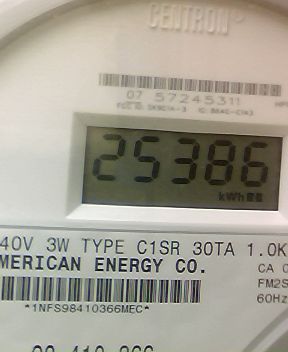 CENTRON®
07 57245311
25386
kWh
40V 3W TYPE C1SR 30TA 1.0K
MERICAN ENERGY CO.
CA 0
FM2S
60Hz
*1NFS98410366MEC*